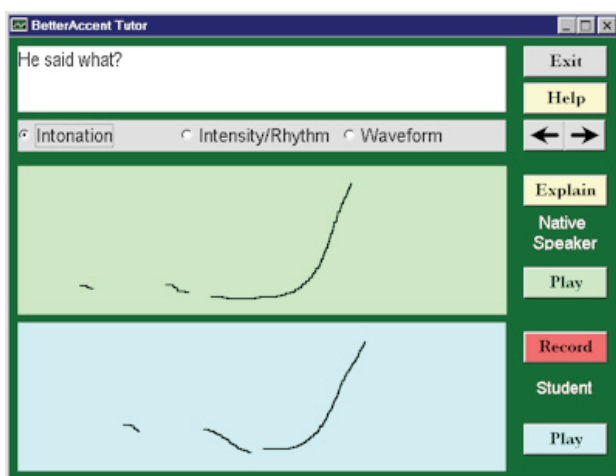 BetterAccent Tutor
He said what?
Exit
Help
Intonation Intensity/Rhythm Waveform
Explain
Native
Speaker
Play
Record
Student
Play